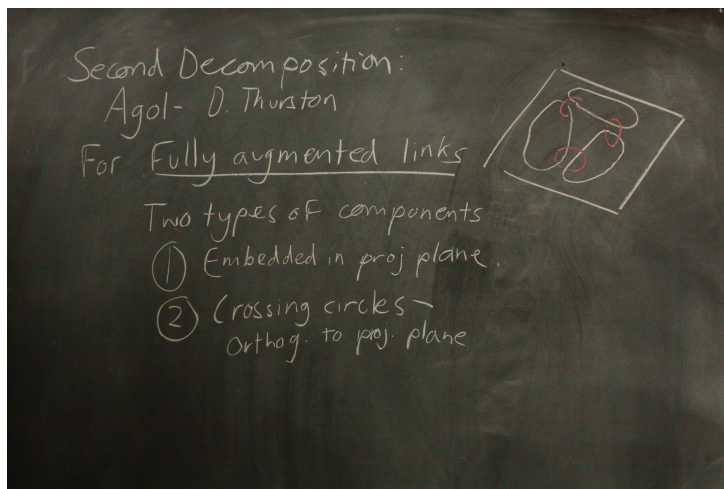 Second Decomposition:
Agol- D. Thurston
For Fully augmented links
Two types of components
① Embedded in proj plane.
② Crossing circles –
Orthog. to proj. plane